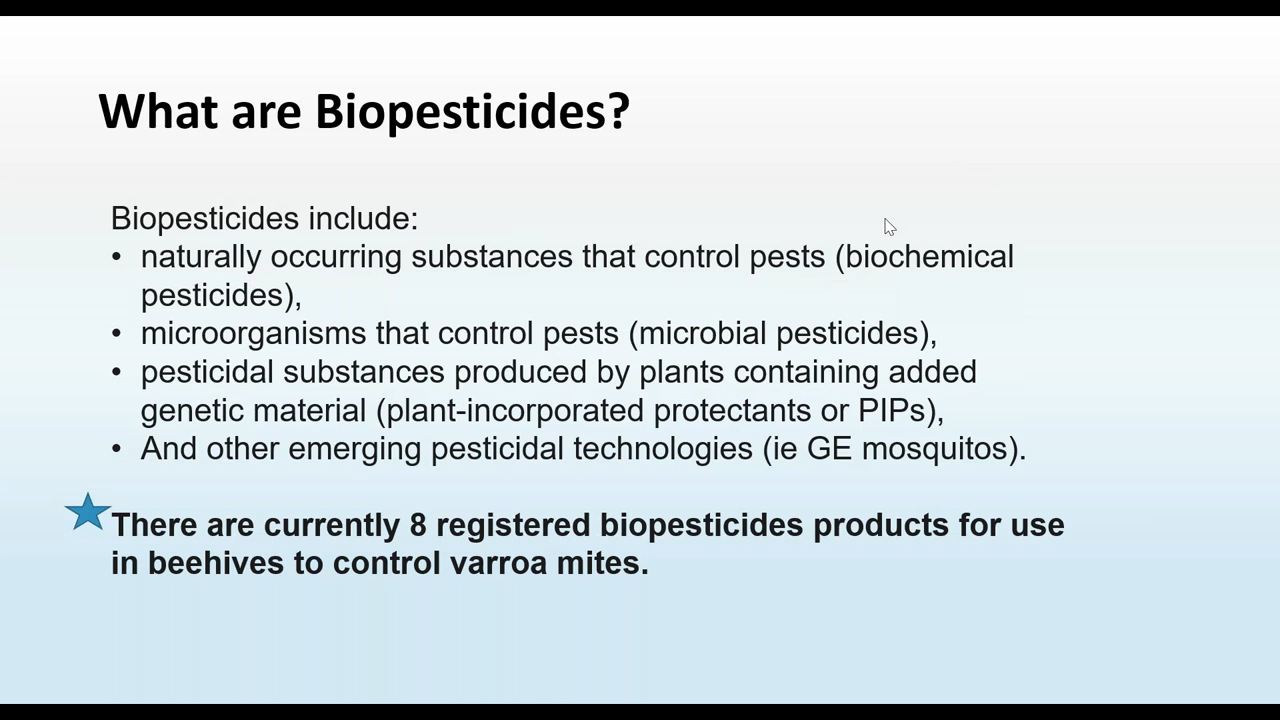 What are Biopesticides?
Biopesticides include:
• naturally occurring substances that control pests (biochemical
pesticides),
• microorganisms that control pests (microbial pesticides),
• pesticidal substances produced by plants containing added
genetic material (plant-incorporated protectants or PIPs),
• And other emerging pesticidal technologies (ie GE mosquitos).
There are currently 8 registered biopesticides products for use
in beehives to control varroa mites.